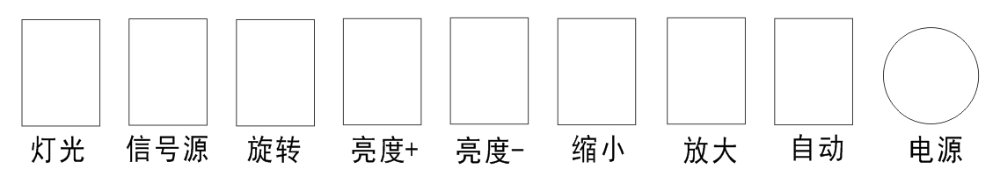 灯光 信号源 旋转 亮度+ 亮度- 缩小 放大 自动 电源